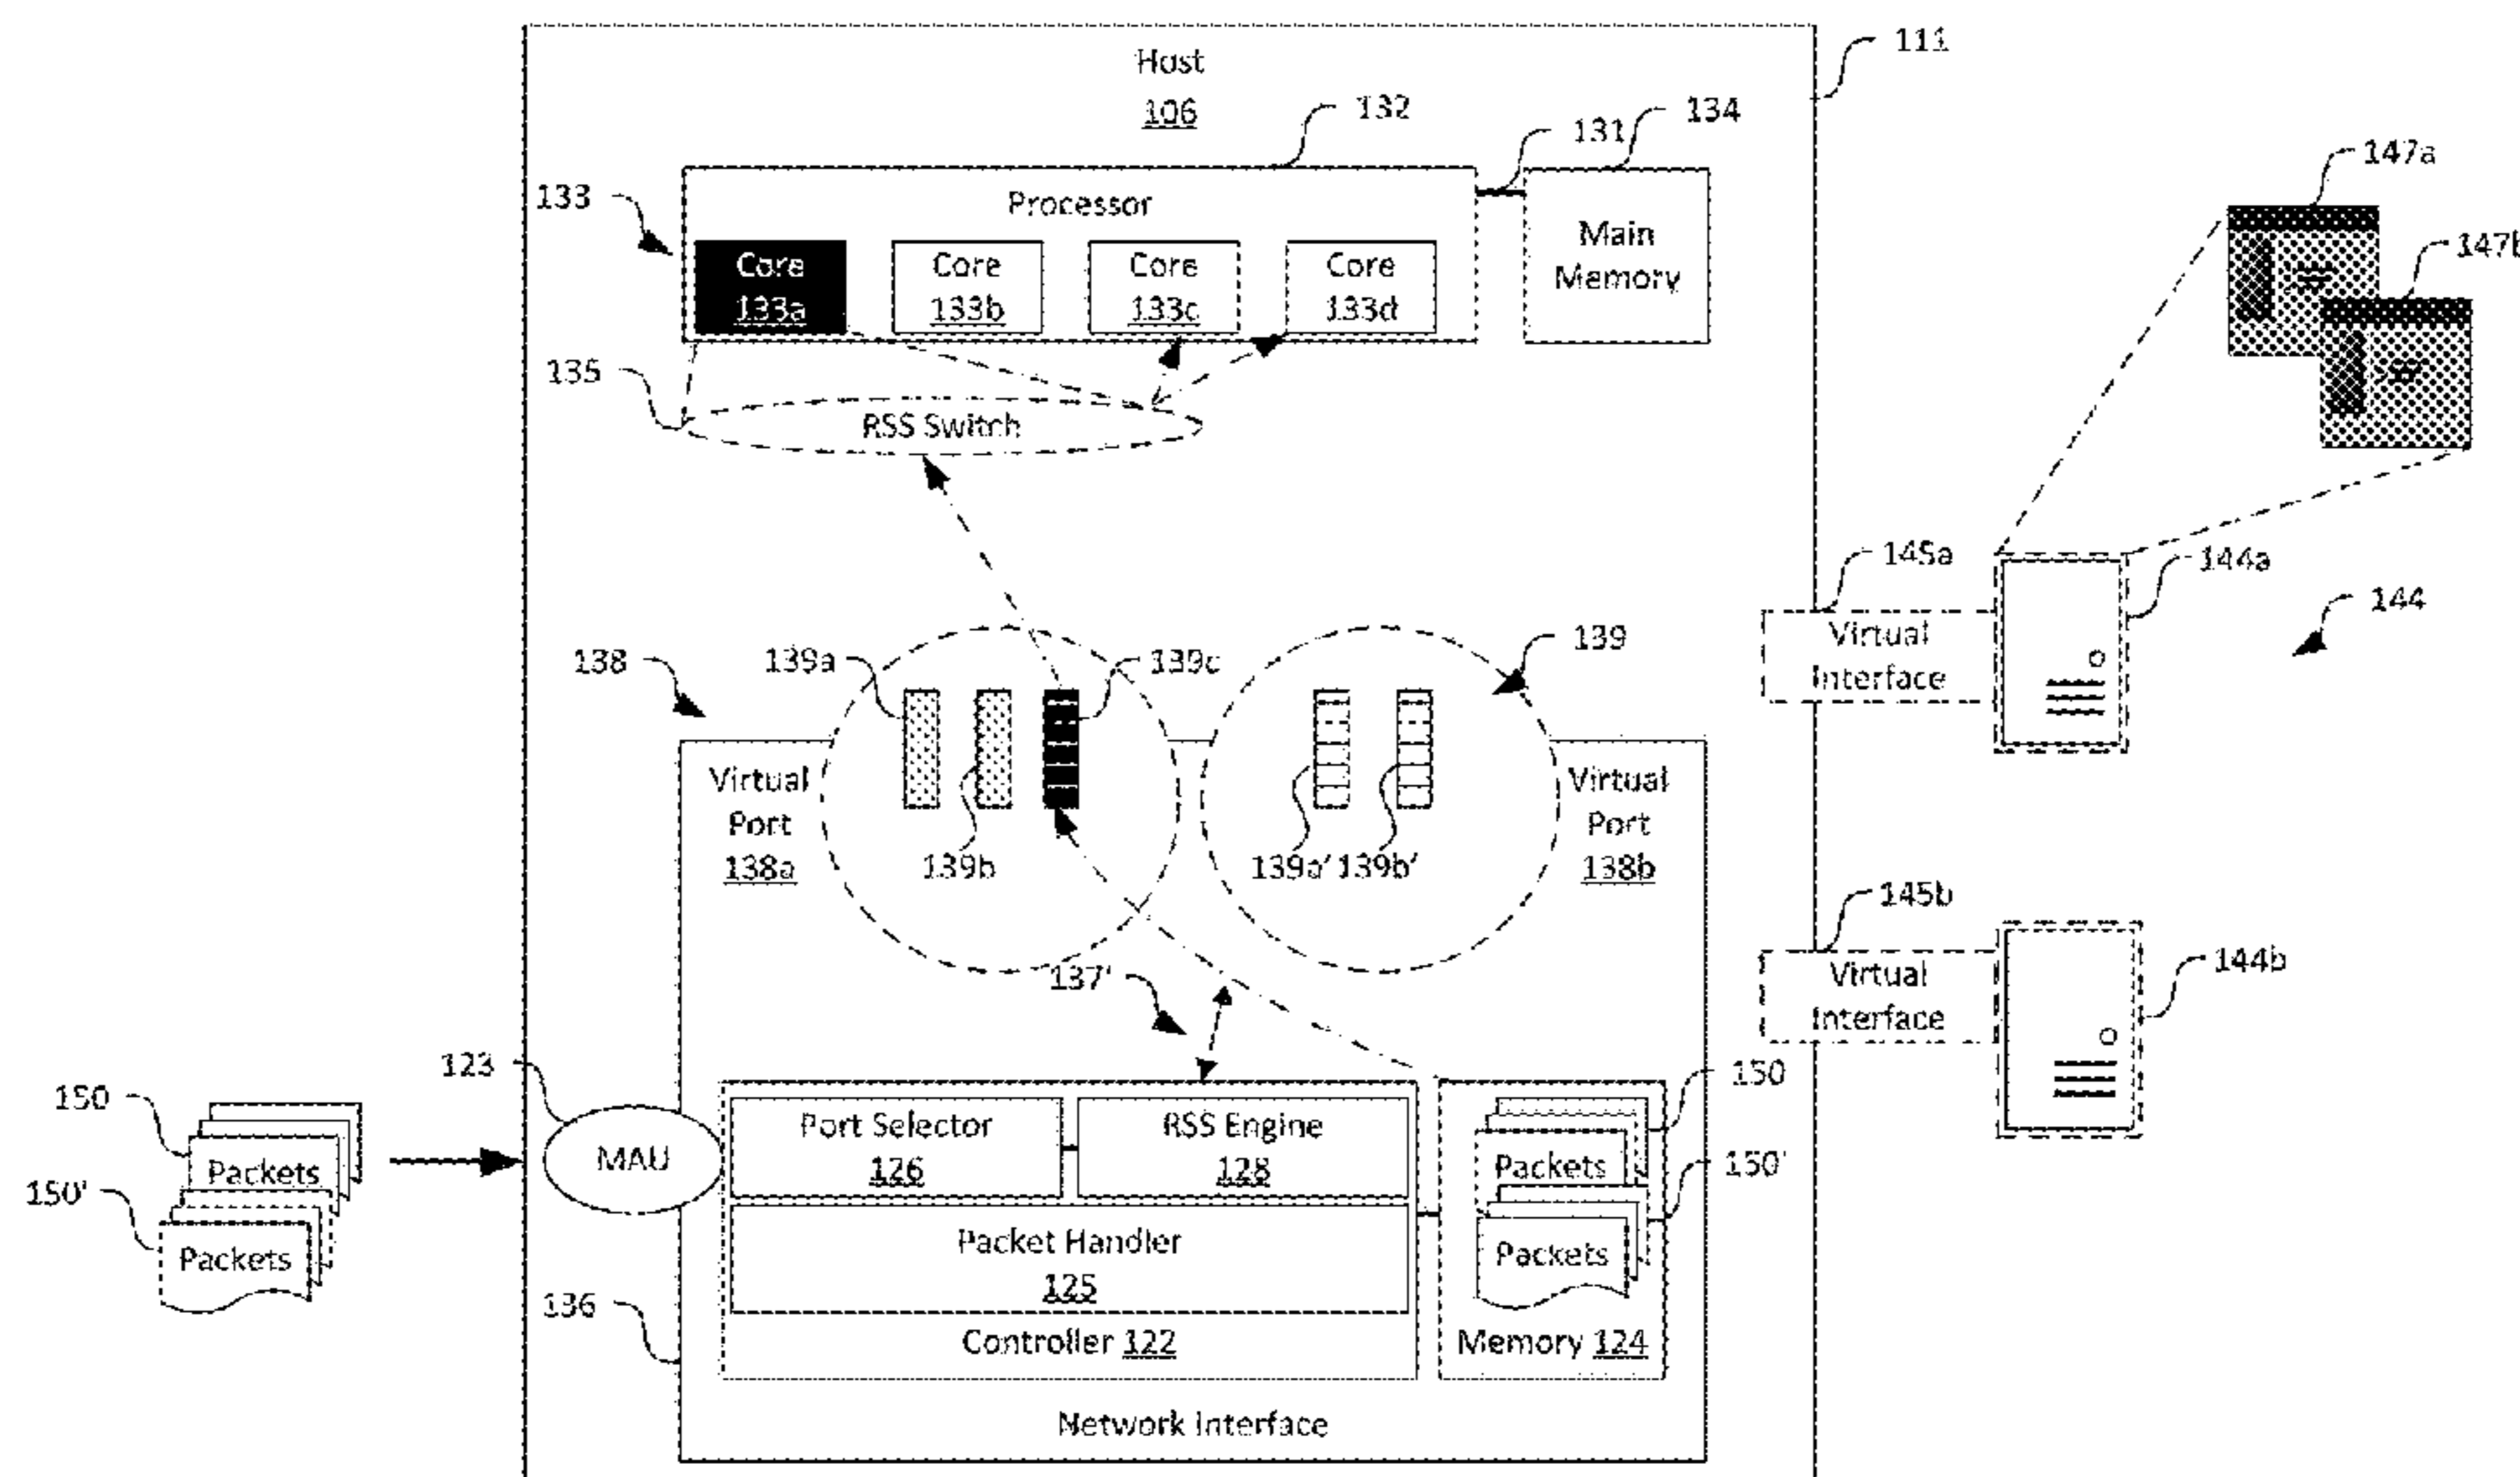 Host
106
111
132
131
134
133
Processor
Core
133a
Core
133b
Core
133c
Core
133d
Main
Memory
147a
147b
135
RSS Switch
145a
144a
144
Virtual
Interface
138
139a
139c
139
Virtual
Port
138a
139b
139a'
139b'
Virtual
Port
138b
145b
144b
Virtual
Interface
137'
123
150
Packets
150'
Packets
MAU
Port Selector
126
RSS Engine
128
150
Packets
150'
Packets
Packet Handler
125
136
Controller 122
Memory 124
Network Interface